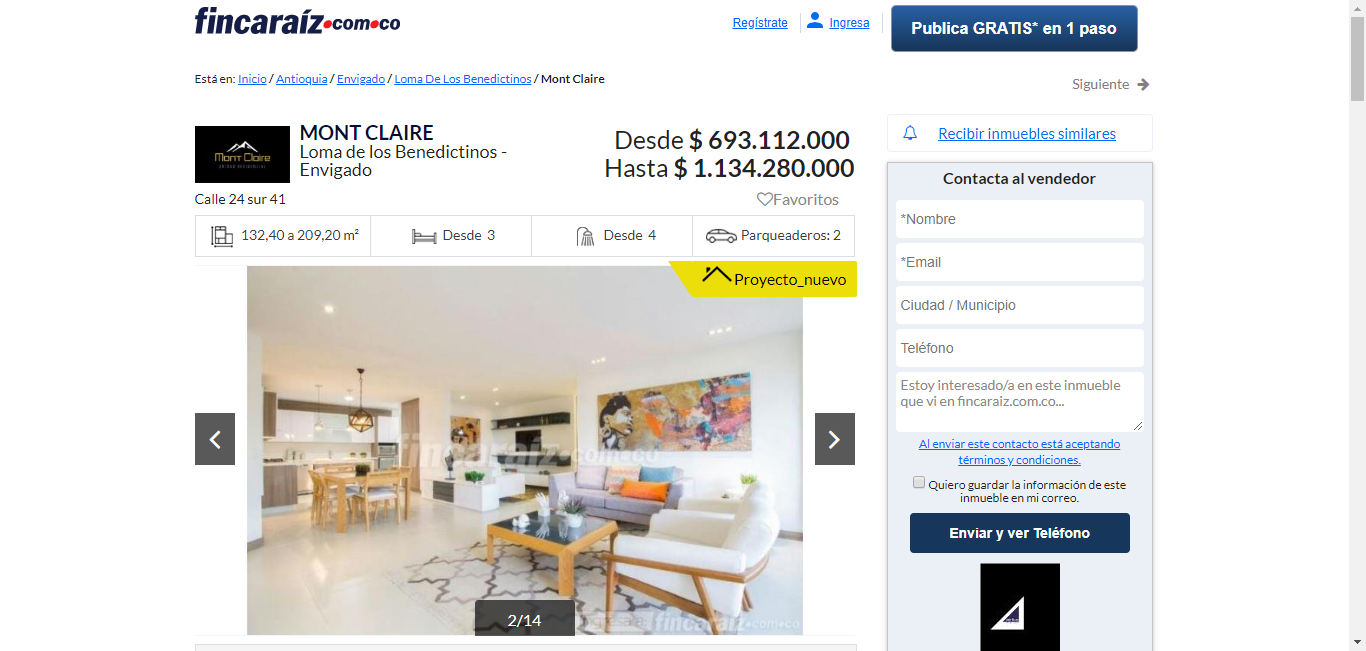 fincaraíz.com.co
Regístrate
Ingresa
Publica GRATIS* en 1 paso
Está en: Inicio / Antioquia / Envigado / Loma De Los Benedictinos / Mont Claire
Siguiente
Mont Claire
UNIDAD RESIDENCIAL
MONT CLAIRE
Loma de los Benedictinos -
Envigado
Desde $ 693.112.000
Hasta $ 1.134.280.000
Calle 24 sur 41
Favoritos
132,40 a 209,20 m²
Desde 3
Desde 4
Parqueaderos: 2
Proyecto_nuevo
fincaraíz.com.co
2/14
fincaraíz.com.co
Recibir inmuebles similares
Contacta al vendedor
*Nombre
*Email
Ciudad / Municipio
Teléfono
Estoy interesado/a en este inmueble
que vi en fincaraiz.com.co...
Al enviar este contacto está aceptando
términos y condiciones.
Quiero guardar la información de este
inmueble en mi correo.
Enviar y ver Teléfono